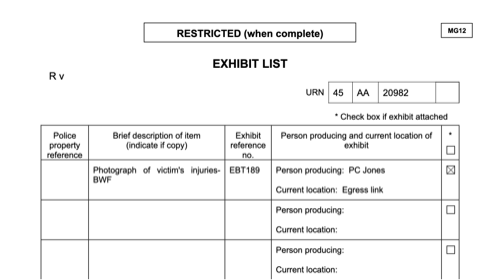 RESTRICTED (when complete)
MG12
EXHIBIT LIST
R v
URN 45 AA 20982
* Check box if exhibit attached
Police property reference
Brief description of item (indicate if copy)
Exhibit reference no.
Person producing and current location of exhibit
*
Photograph of victim's injuries-
BWF
EBT189
Person producing: PC Jones
Current location: Egress link
Person producing:
Current location:
Person producing:
Current location: